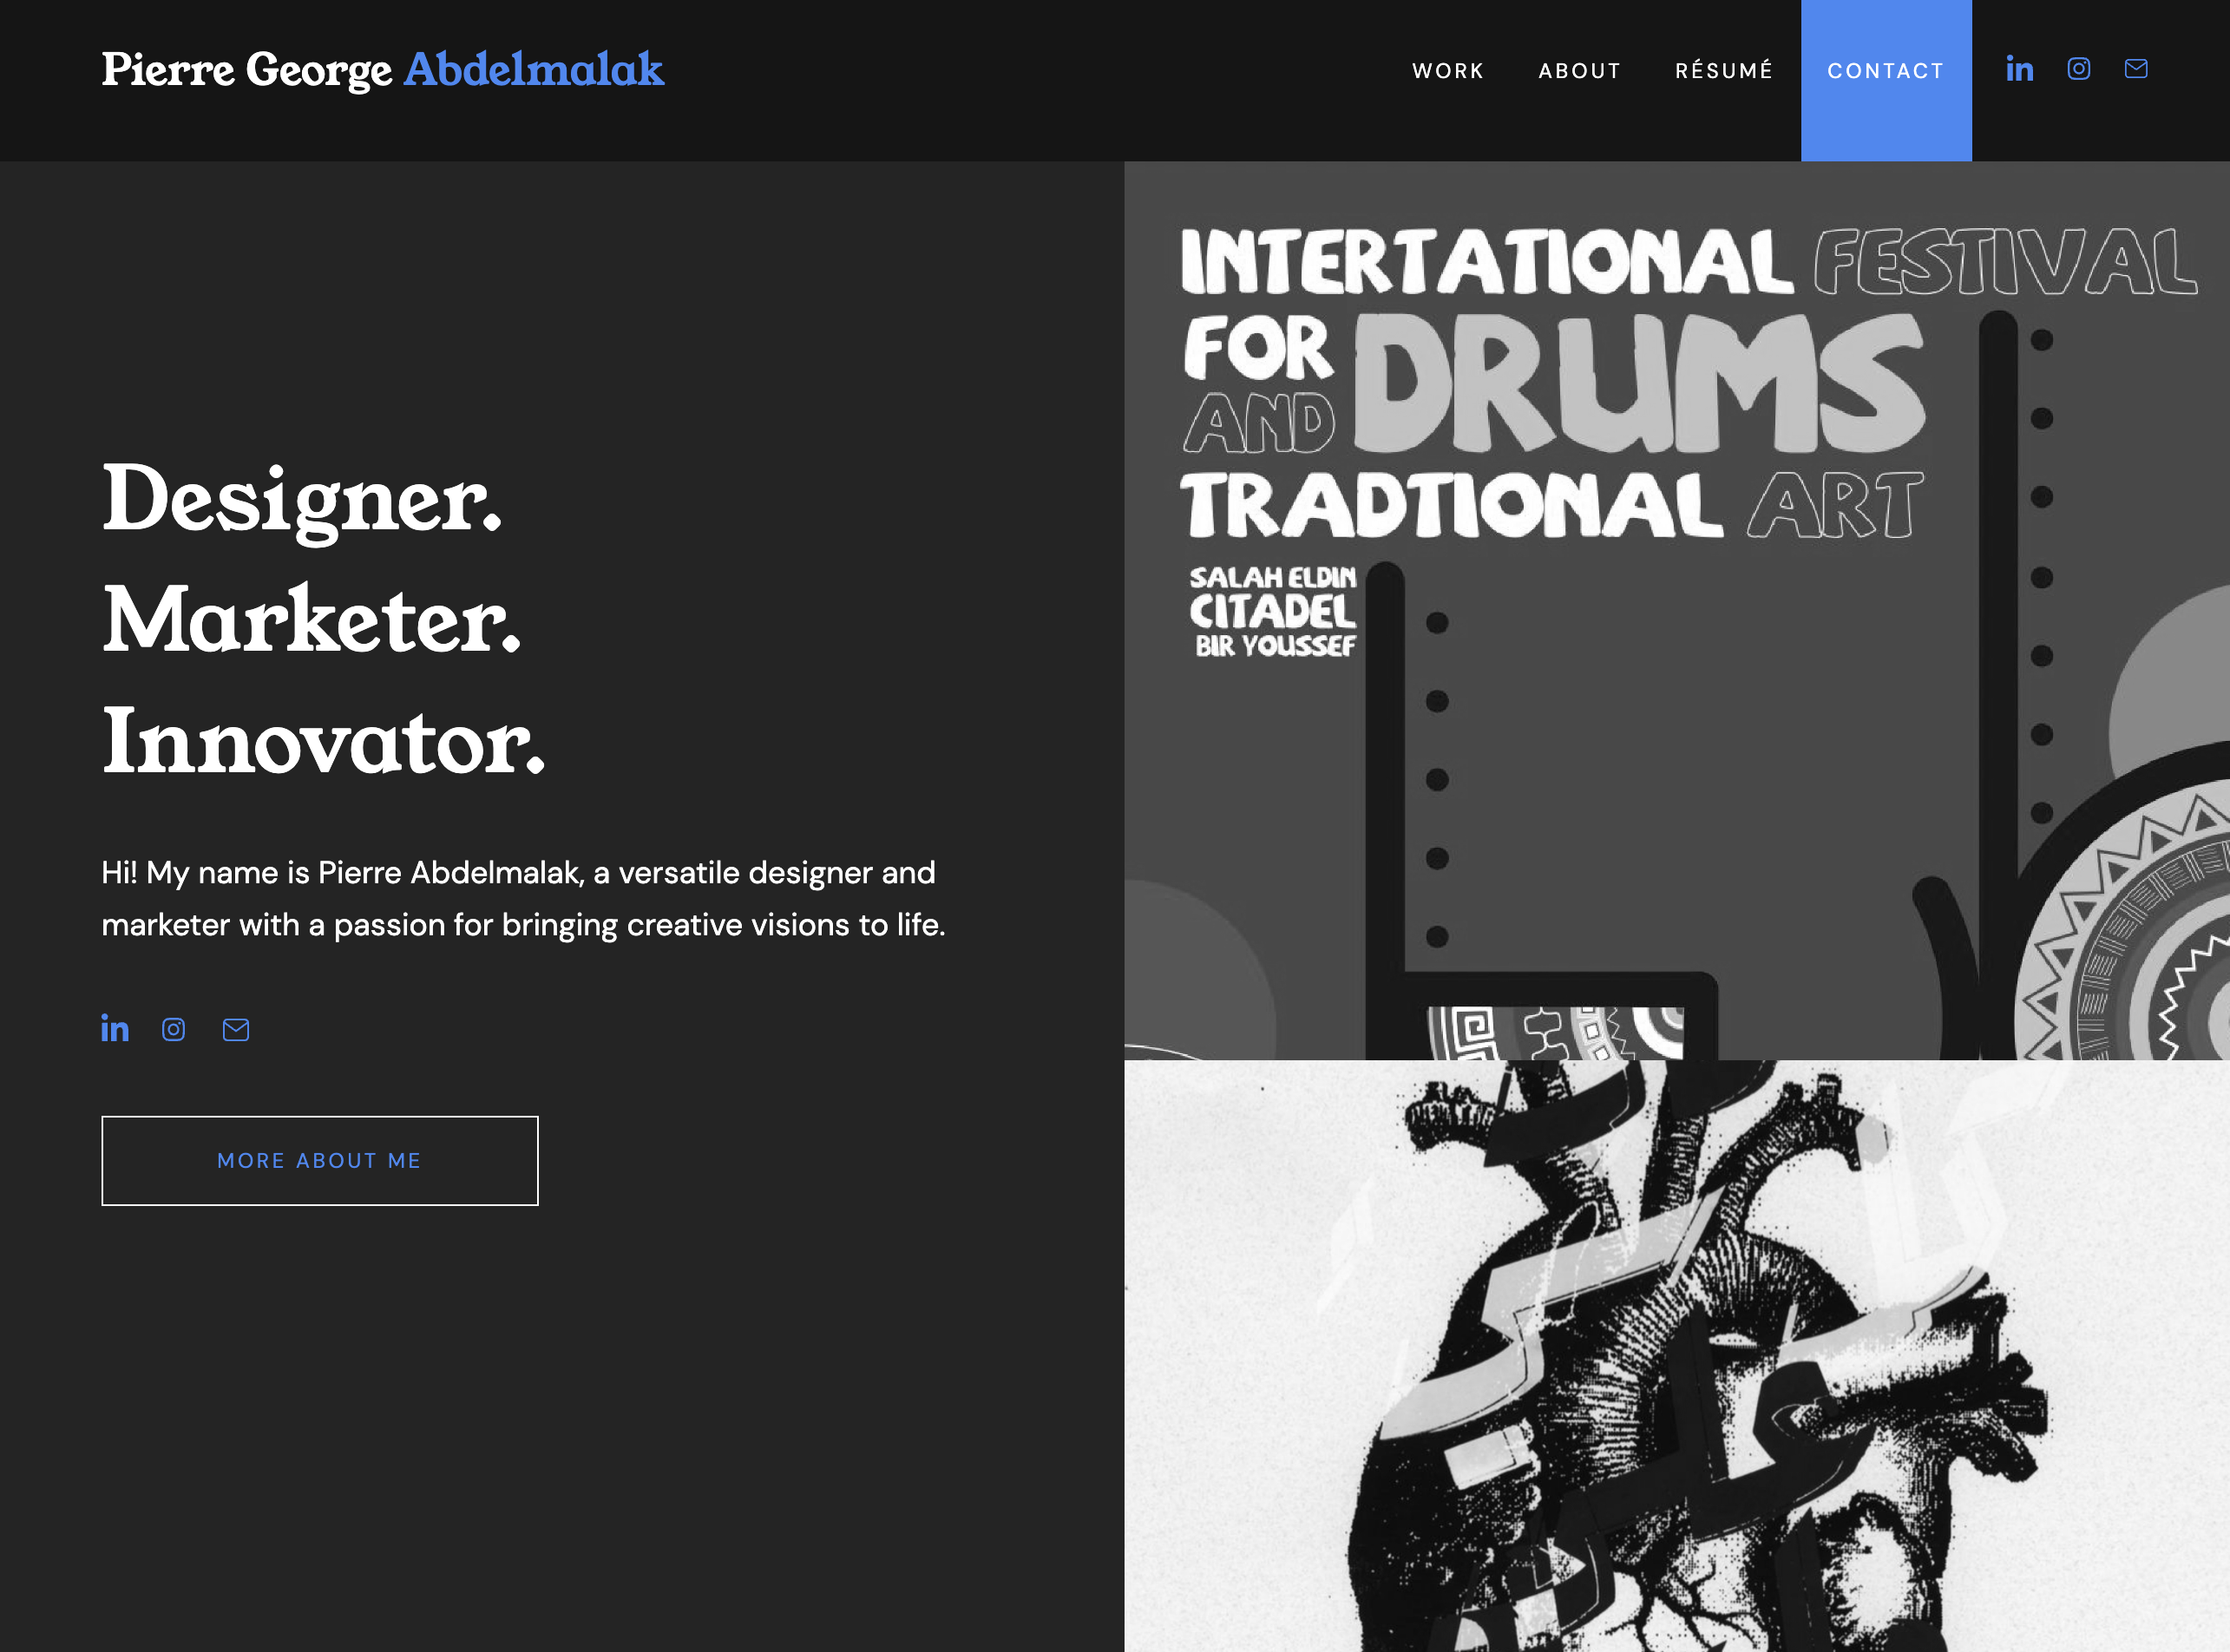 Pierre George Abdelmalak
WORK ABOUT RÉSUMÉ CONTACT in
Designer.
Marketer.
Innovator.
Hi! My name is Pierre Abdelmalak, a versatile designer and
marketer with a passion for bringing creative visions to life.
in
MORE ABOUT ME
INTERTATIONAL FESTIVAL
FOR
AND DRUMS
TRADTIONAL ART
SALAH ELDIN
CITADEL
BIR YOUSSEF